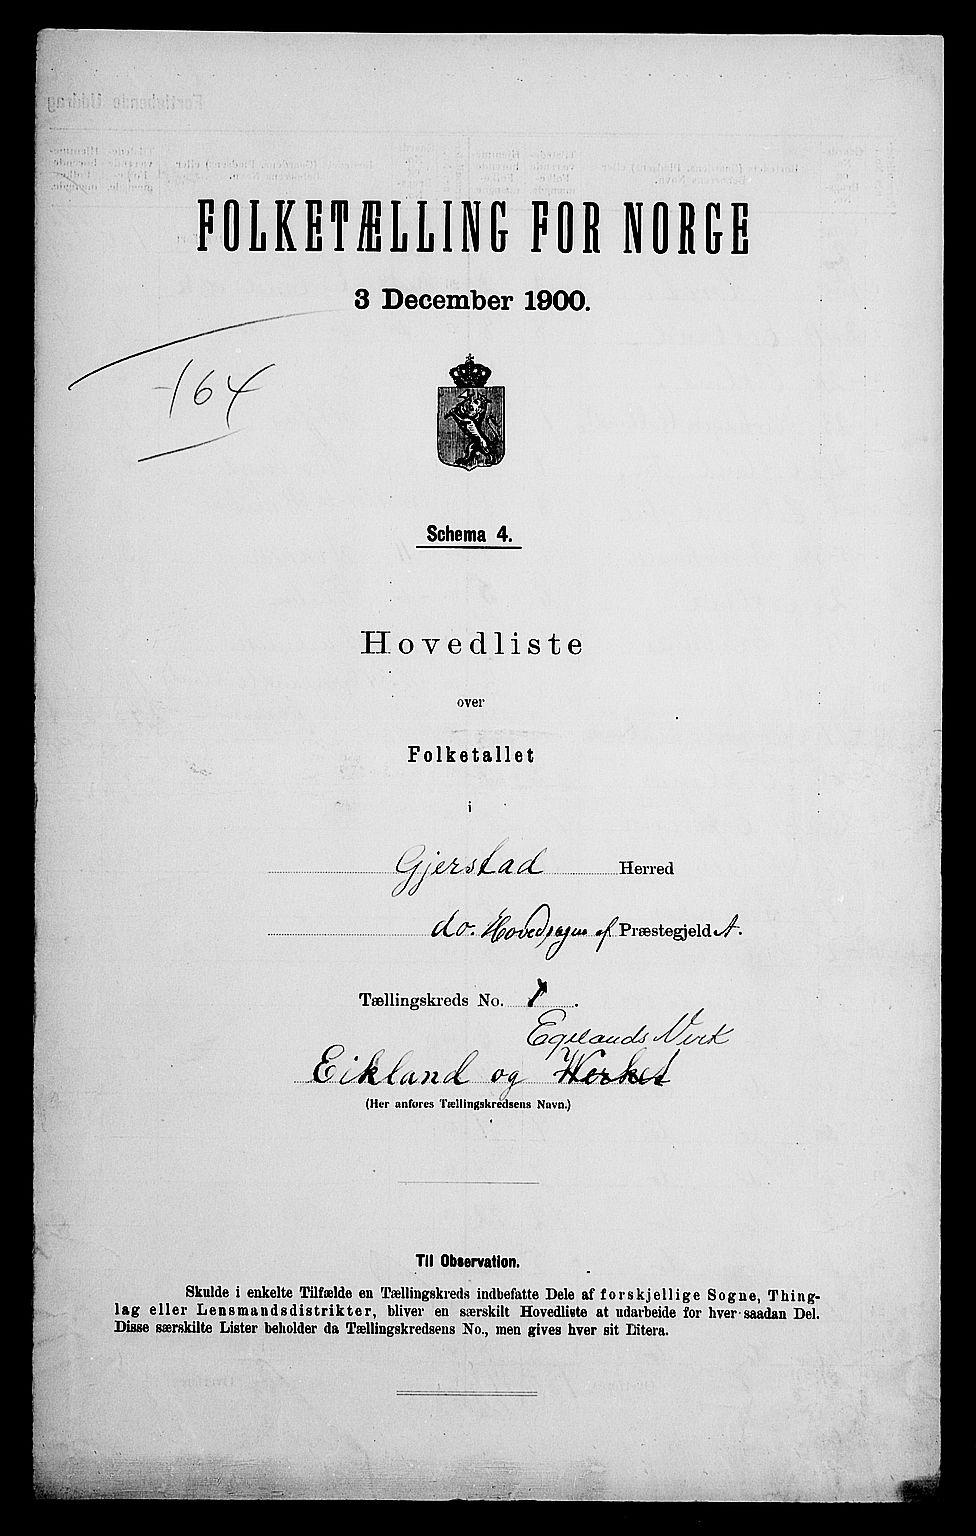 FOLKETÆLLING FOR NORGE
3 December 1900.
164
Schema 4.
Hovedliste
over
Folketallet
i
Gjerstad Herred
do. Hovedsogn af Præstegjeld A.
Tællingskreds No. 1.
Egelands Verk
Eikland og Werket
(Her anføres Tællingskredsens Navn.)
Til Observation.
Skulde i enkelte Tilfælde en Tællingskreds indbefatte Dele af forskjellige Sogne, Thing-
lag eller Lensmandsdistrikter, bliver en særskilt Hovedliste at udarbeide for hver saadan Del.
Disse særskilte Lister beholder da Tællingskredsens No., men gives hver sit Litera.